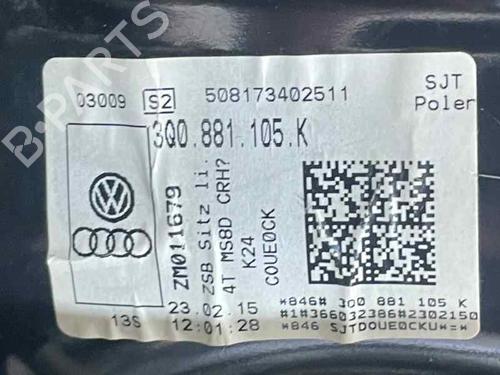 03009 S2 508173402511
SJT
Poler
3Q0.881.105.K
ZM011679
ZSB Sitz li.
4T MS8D CRH?
K24
COUE0CK
23.02.15
13S 12:01:28
*846# 3Q0 881 105 K
#1#366032386#2302150
*846 SJTDOUE0CKU*=*
B-PARTS